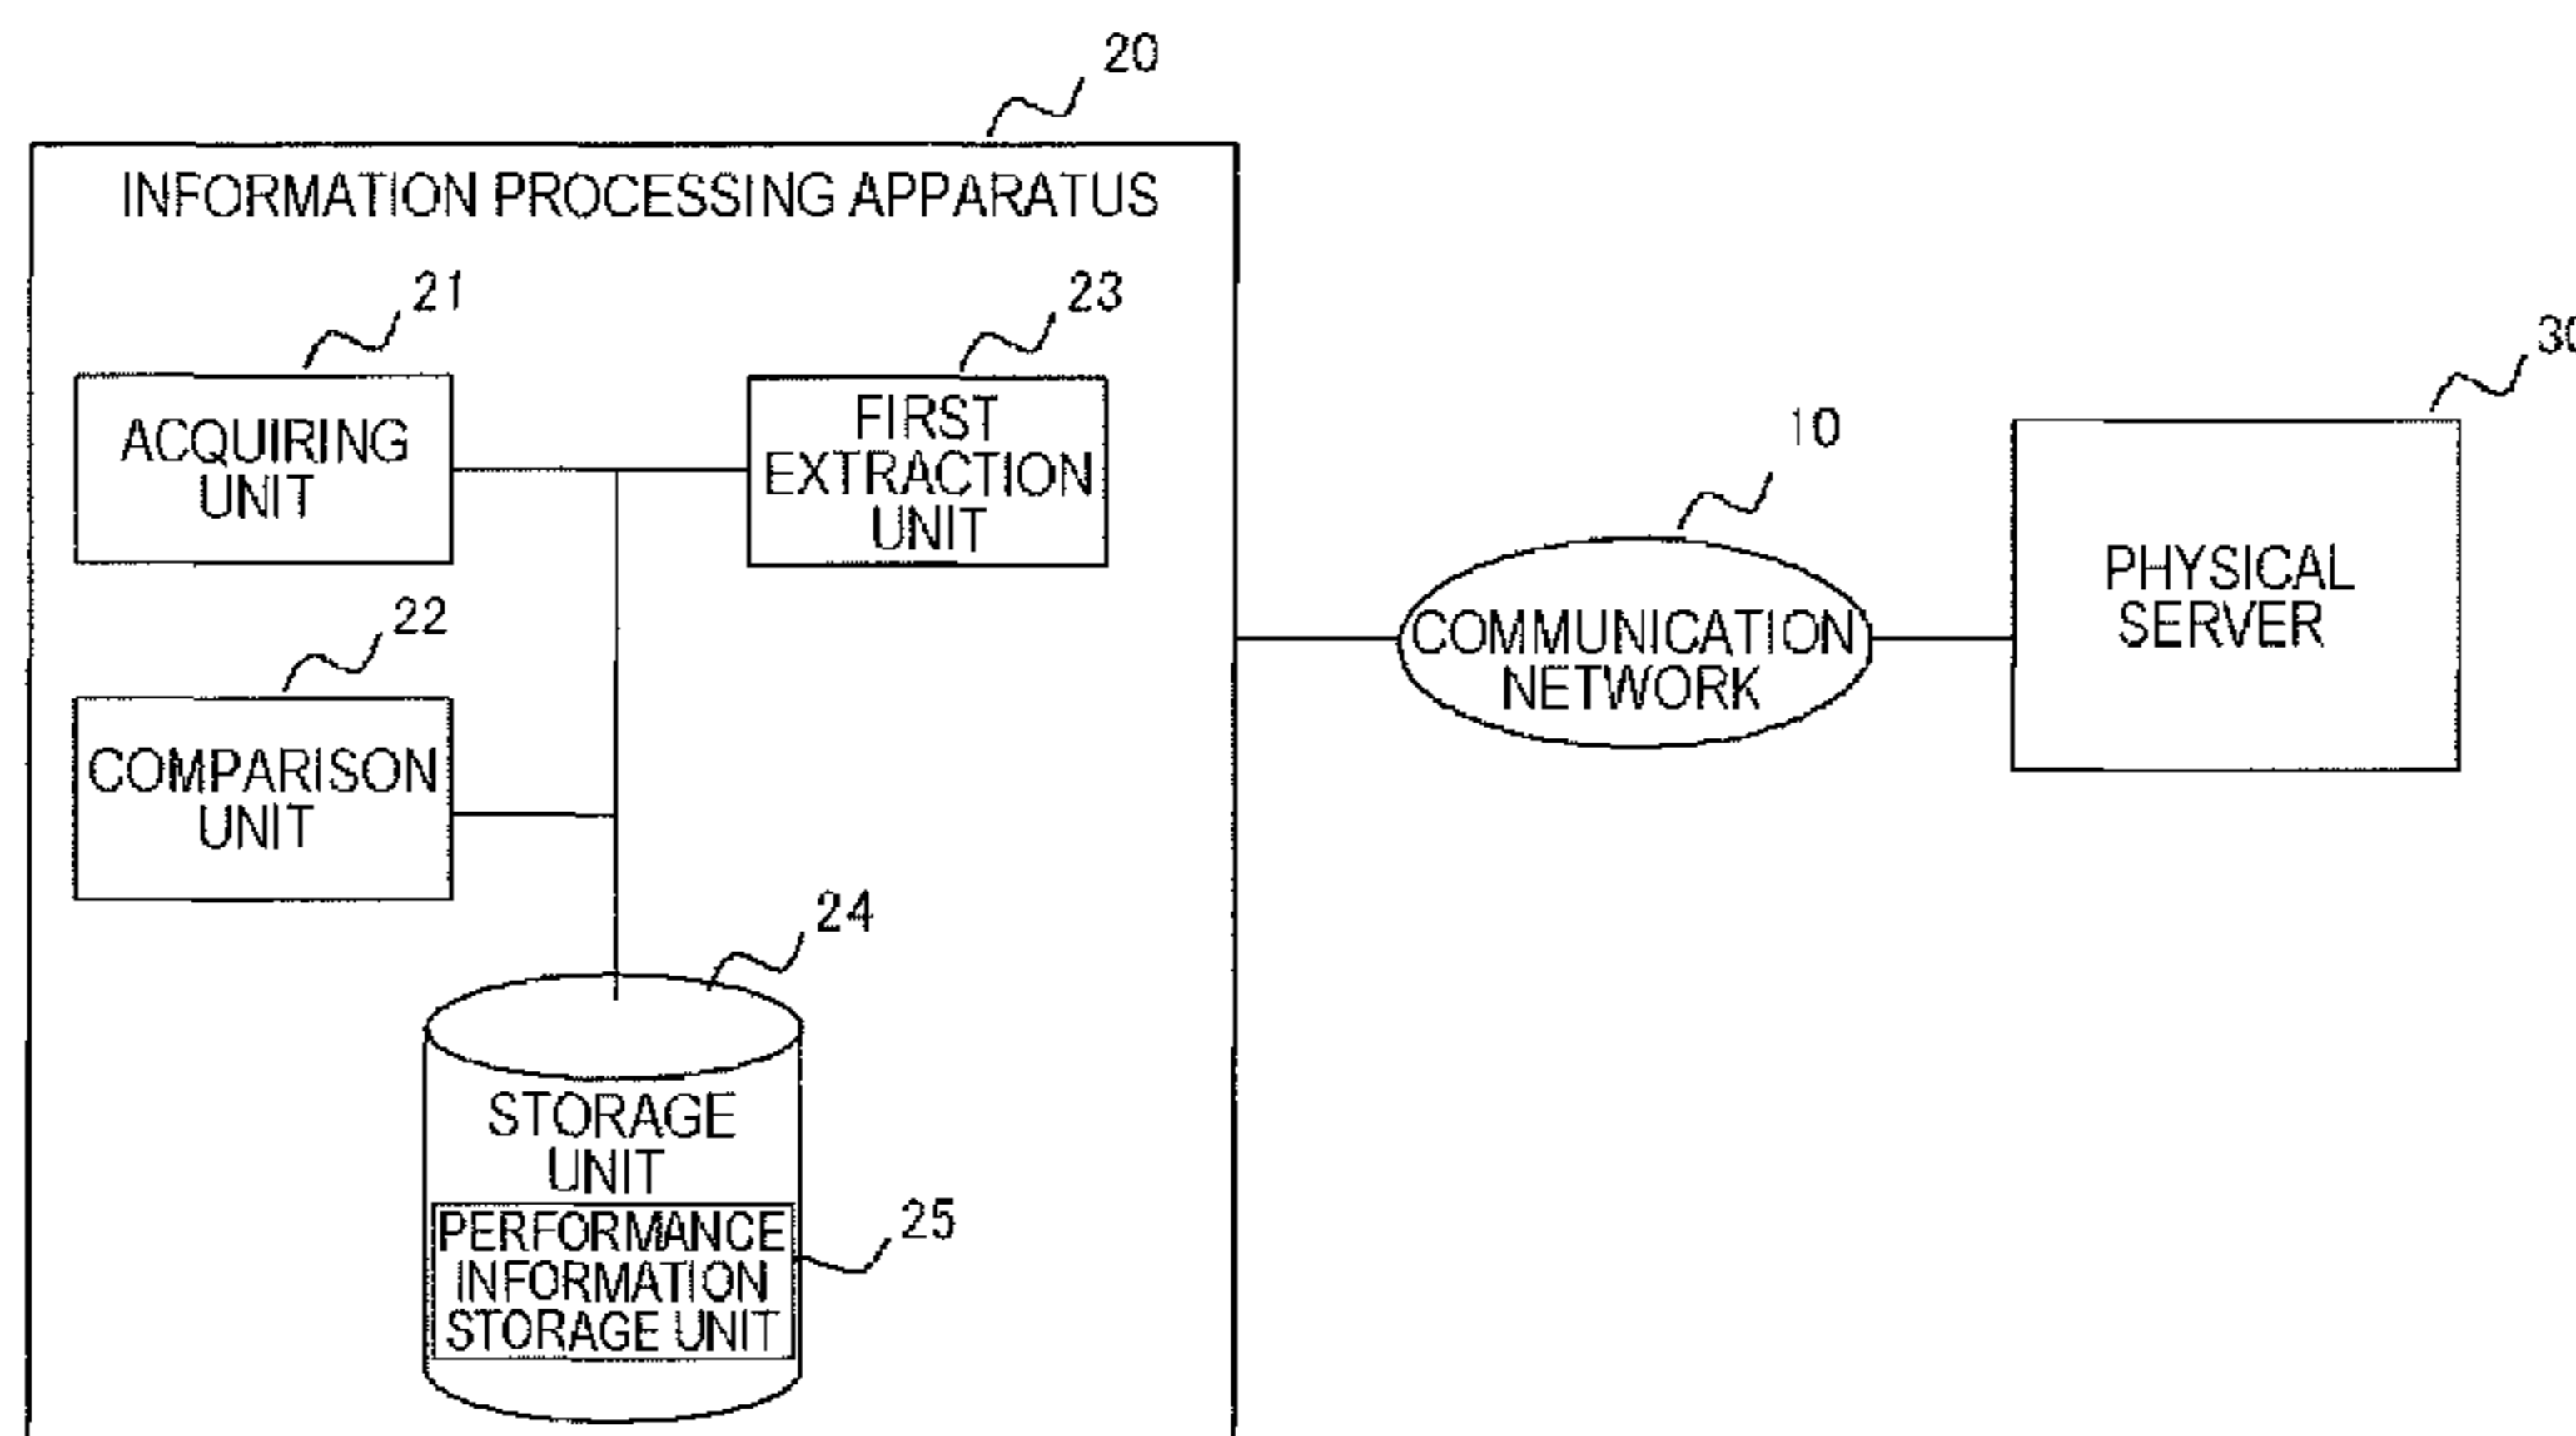 20
INFORMATION PROCESSING APPARATUS
21
23
ACQUIRING
UNIT
FIRST
EXTRACTION
UNIT
22
COMPARISON
UNIT
24
STORAGE
UNIT
PERFORMANCE
INFORMATION
STORAGE UNIT
25
10
COMMUNICATION
NETWORK
30
PHYSICAL
SERVER